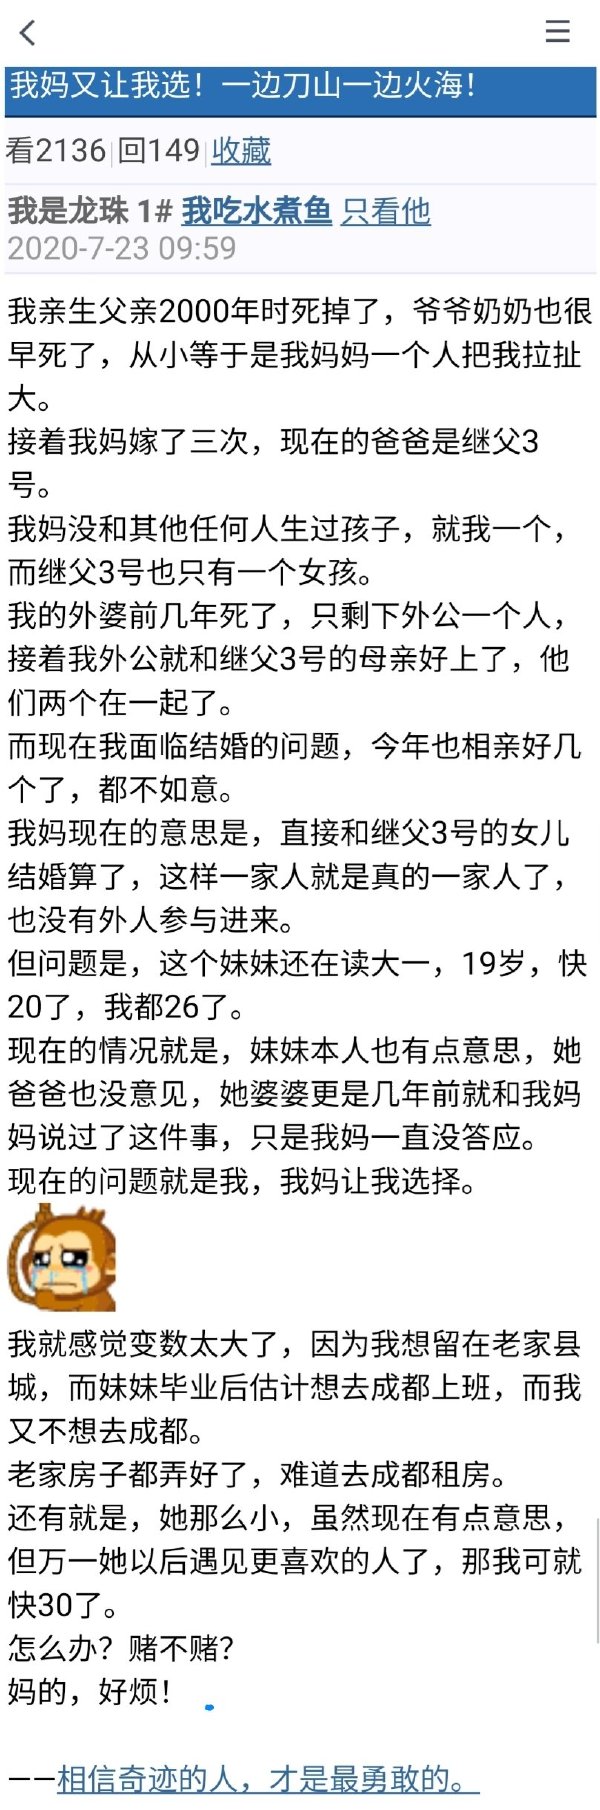 我妈又让我选！一边刀山一边火海！
看2136 回149 收藏
我是龙珠 1# 我吃水煮鱼 只看他
2020-7-23 09:59
我亲生父亲2000年时死掉了，爷爷奶奶也很
早死了，从小等于是我妈妈一个人把我拉扯
大。
接着我妈嫁了三次，现在的爸爸是继父3
号。
我妈没和其他任何人生过孩子，就我一个，
而继父3号也只有一个女孩。
我的外婆前几年死了，只剩下外公一个人，
接着我外公就和继父3号的母亲好上了，他
们两个在一起了。
而现在我面临结婚的问题，今年也相亲好几
个了，都不如意。
我妈现在的意思是，直接和继父3号的女儿
结婚算了，这样一家人就是真的一家人了，
也没有外人参与进来。
但问题是，这个妹妹还在读大一，19岁，快
20了，我都26了。
现在的情况就是，妹妹本人也有点意思，她
爸爸也没意见，她婆婆更是几年前就和我妈
妈说过了这件事，只是我妈一直没答应。
现在的问题就是我，我妈让我选择。
我就感觉变数太大了，因为我想留在老家县
城，而妹妹毕业后估计想去成都上班，而我
又不想去成都。
老家房子都弄好了，难道去成都租房。
还有就是，她那么小，虽然现在有点意思，
但万一她以后遇见更喜欢的人了，那我可就
快30了。
怎么办？赌不赌？
妈的，好烦！
——相信奇迹的人，才是最勇敢的。